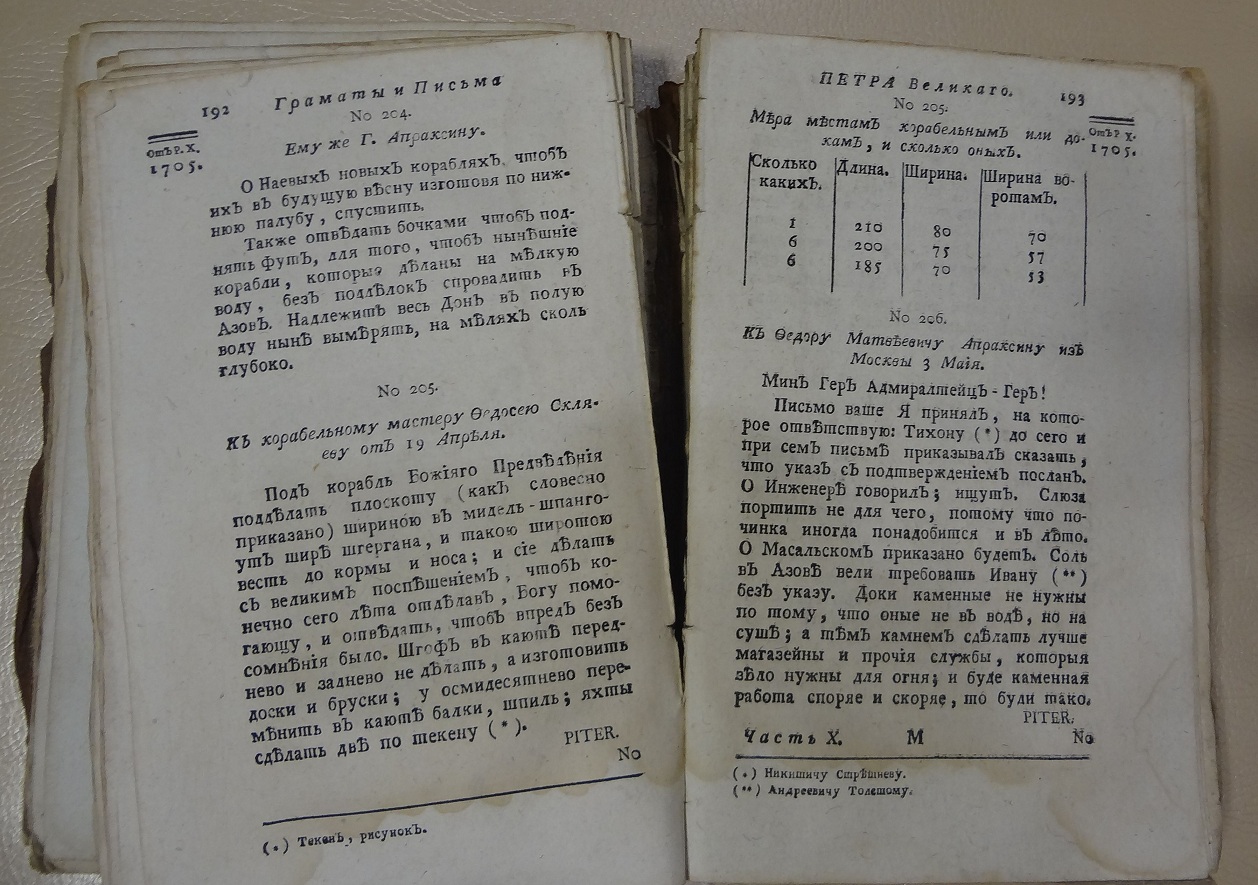 192 Граматы и Письма
No 204.
ОтъР.Х.
1705.
Ему же Г. Апраксину.
О Наевыхъ новыхъ корабляхъ, чтобъ
ихъ въ будущую вѣсну изготовя по ниж-
нюю палубу, спустить.
Также отвѣдать бочками чтобъ под-
нять футъ, для того, чтобъ нынѣшніе
корабли, которыя дѣланы на мѣлкую
воду, безъ поддѣлокъ спровадить въ
Азовъ. Надлежитъ весь Донъ въ полую
воду нынѣ вымѣрять, на мѣляхъ сколь
глубоко.
No 205.
Къ корабельному мастеру Ѳедосею Скля-
еву отъ 19 Апрѣля.
Подъ корабль Божіяго Предвѣдѣнія
поддѣлать плоскоту (какъ словесно
приказано) шириною въ мидель-шпанго-
утъ ширѣ штергана, и такою широтою
весть до кормы и носа; и сіе дѣлать
съ великимъ поспѣшеніемъ, чтобъ ко-
нечно сего лѣта отдѣлавъ, Богу помо-
гающу, и отвѣдать, чтобъ впредъ безъ
сомнѣнія было. Штофъ въ каютѣ перед-
нево и заднево не дѣлать, а изготовить
доски и бруски; у осмидесятнево пере-
мѣнить въ каютѣ балки, шпиль; яхты
сдѣлать двѣ по текену (*).
PITER.
No
(*) Текенъ, рисунокъ.
ПЕТРА Великаго. 193
No 205.
ОтъР.Х.
1705.
Мѣра мѣстамъ корабельнымъ или до-
камъ, и сколько оныхъ.
Сколько какихъ. Длина. Ширина. Ширина во-
ротамъ.
1 210 80 70
6 200 75 57
6 185 70 53
No 206.
Къ Ѳедору Матвѣевичу Апраксину изъ
Москвы 3 Маія.
Минъ Геръ Адмиралтейцъ-Геръ!
Письмо ваше Я принялъ, на кото-
рое отвѣтствую: Тихону (*) до сего и
при семъ письмѣ приказывалъ сказать,
что указъ съ подтвержденіемъ посланъ.
О Инженерѣ говорилъ; ищутъ. Слюза
портить не для чего, потому что по-
чинка иногда понадобится и въ лѣто.
О Масальскомъ приказано будетъ. Соль
въ Азовѣ вели требовать Ивану (**)
безъ указу. Доки каменные не нужны
по тому, что оные не въ водѣ, но на
сушѣ; а тѣмъ камнемъ сдѣлать лучше
магазейны и прочія службы, которыя
зѣло нужны для огня; и буде каменная
работа споряе и скоряе, то були тако.
PITER.
Часть X. М No
(*) Никитичу Стрѣшневу.
(**) Андреевичу Толстому.